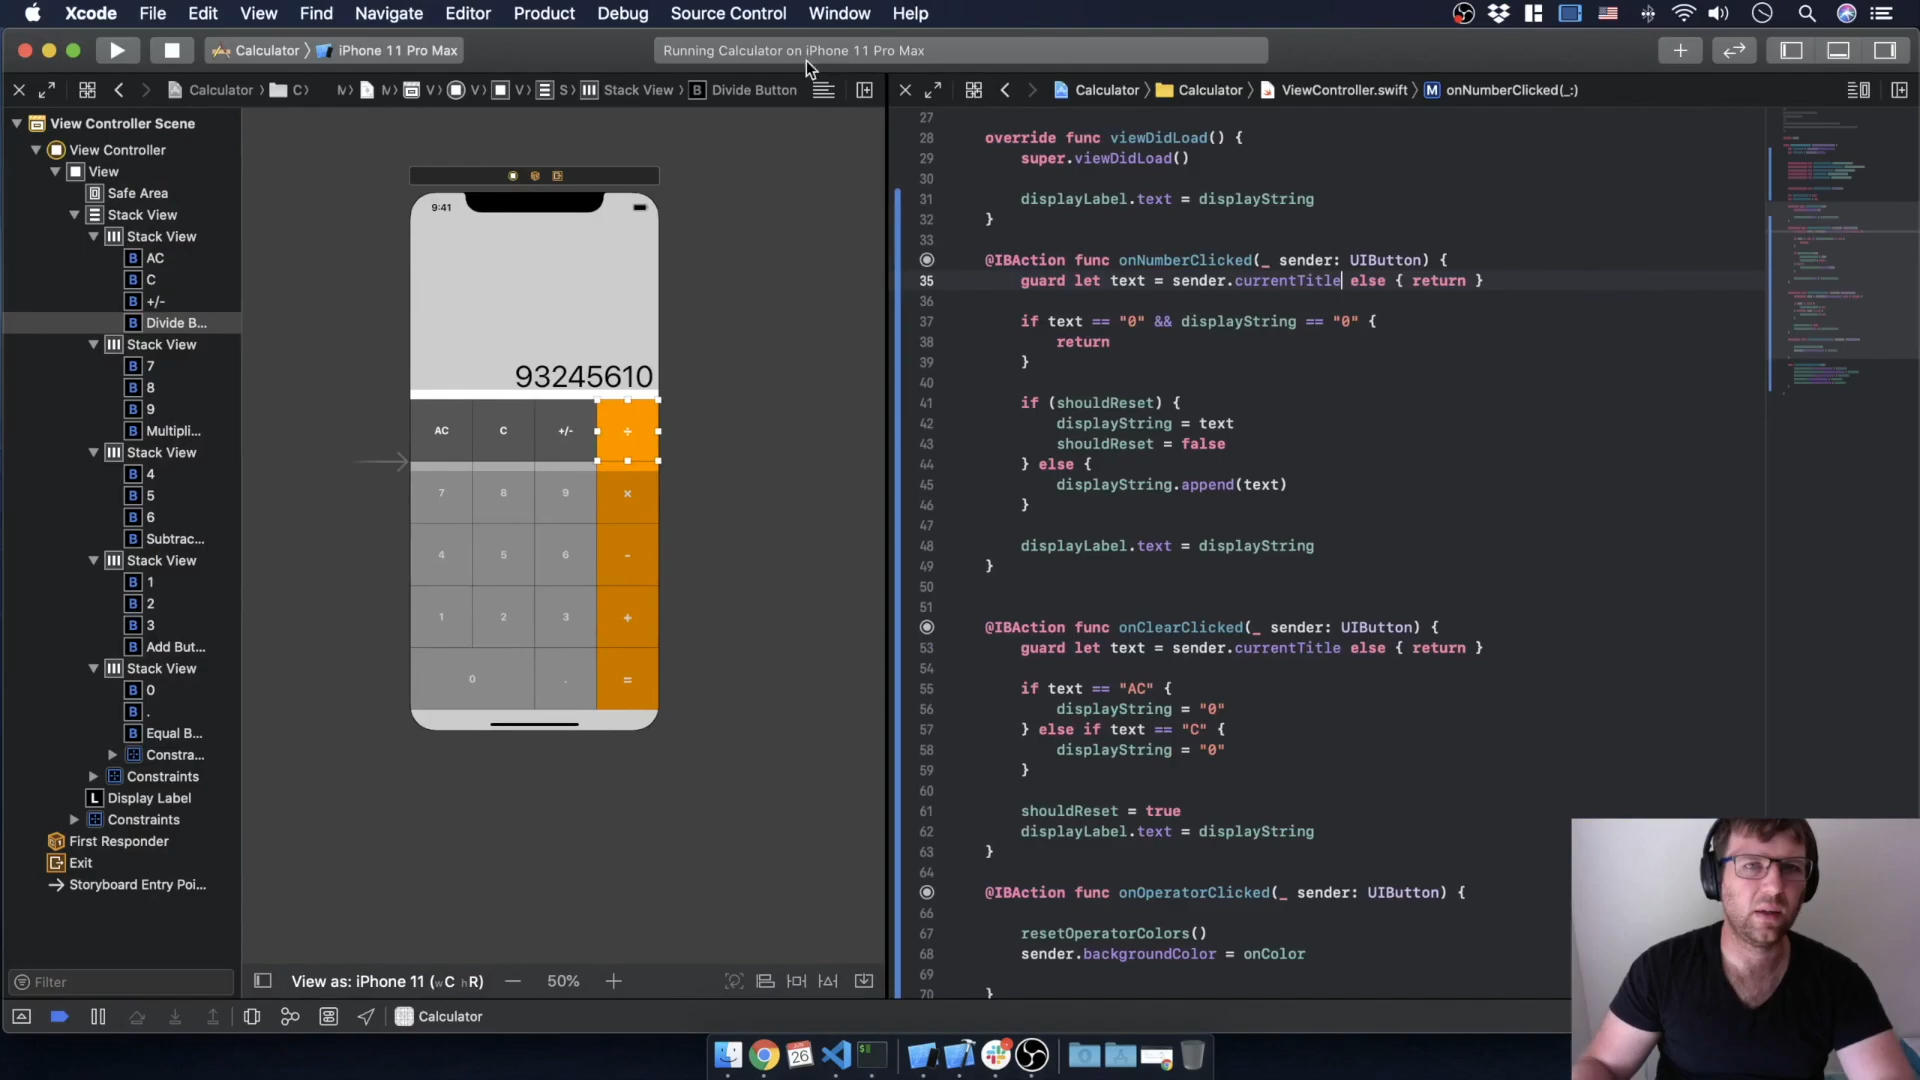 Xcode File Edit View Find Navigate Editor Product Debug Source Control Window Help
Calculator iPhone 11 Pro Max
Running Calculator on iPhone 11 Pro Max
Calculator C M M V V V S Stack View B Divide Button
Calculator Calculator ViewController.swift M onNumberClicked(_:)
View Controller Scene
View Controller
View
Safe Area
Stack View
Stack View
B AC
B C
B +/-
B Divide B...
Stack View
B 7
B 8
B 9
B Multipli...
Stack View
B 4
B 5
B 6
B Subtrac...
Stack View
B 1
B 2
B 3
B Add But...
Stack View
B 0
B .
B Equal B...
Constra...
Constraints
L Display Label
Constraints
First Responder
Exit
Storyboard Entry Poi...
Filter
9:41
93245610
AC C +/- ÷
7 8 9 ×
4 5 6 -
1 2 3 +
0 . =
View as: iPhone 11 (wC hR) — 50% +
27
28 override func viewDidLoad() {
29 super.viewDidLoad()
30
31 displayLabel.text = displayString
32 }
33
@IBAction func onNumberClicked(_ sender: UIButton) {
35 guard let text = sender.currentTitle else { return }
36
37 if text == "0" && displayString == "0" {
38 return
39 }
40
41 if (shouldReset) {
42 displayString = text
43 shouldReset = false
44 } else {
45 displayString.append(text)
46 }
47
48 displayLabel.text = displayString
49 }
50
51
@IBAction func onClearClicked(_ sender: UIButton) {
53 guard let text = sender.currentTitle else { return }
54
55 if text == "AC" {
56 displayString = "0"
57 } else if text == "C" {
58 displayString = "0"
59 }
60
61 shouldReset = true
62 displayLabel.text = displayString
63 }
64
@IBAction func onOperatorClicked(_ sender: UIButton) {
66
67 resetOperatorColors()
68 sender.backgroundColor = onColor
69
70 }
Calculator
26